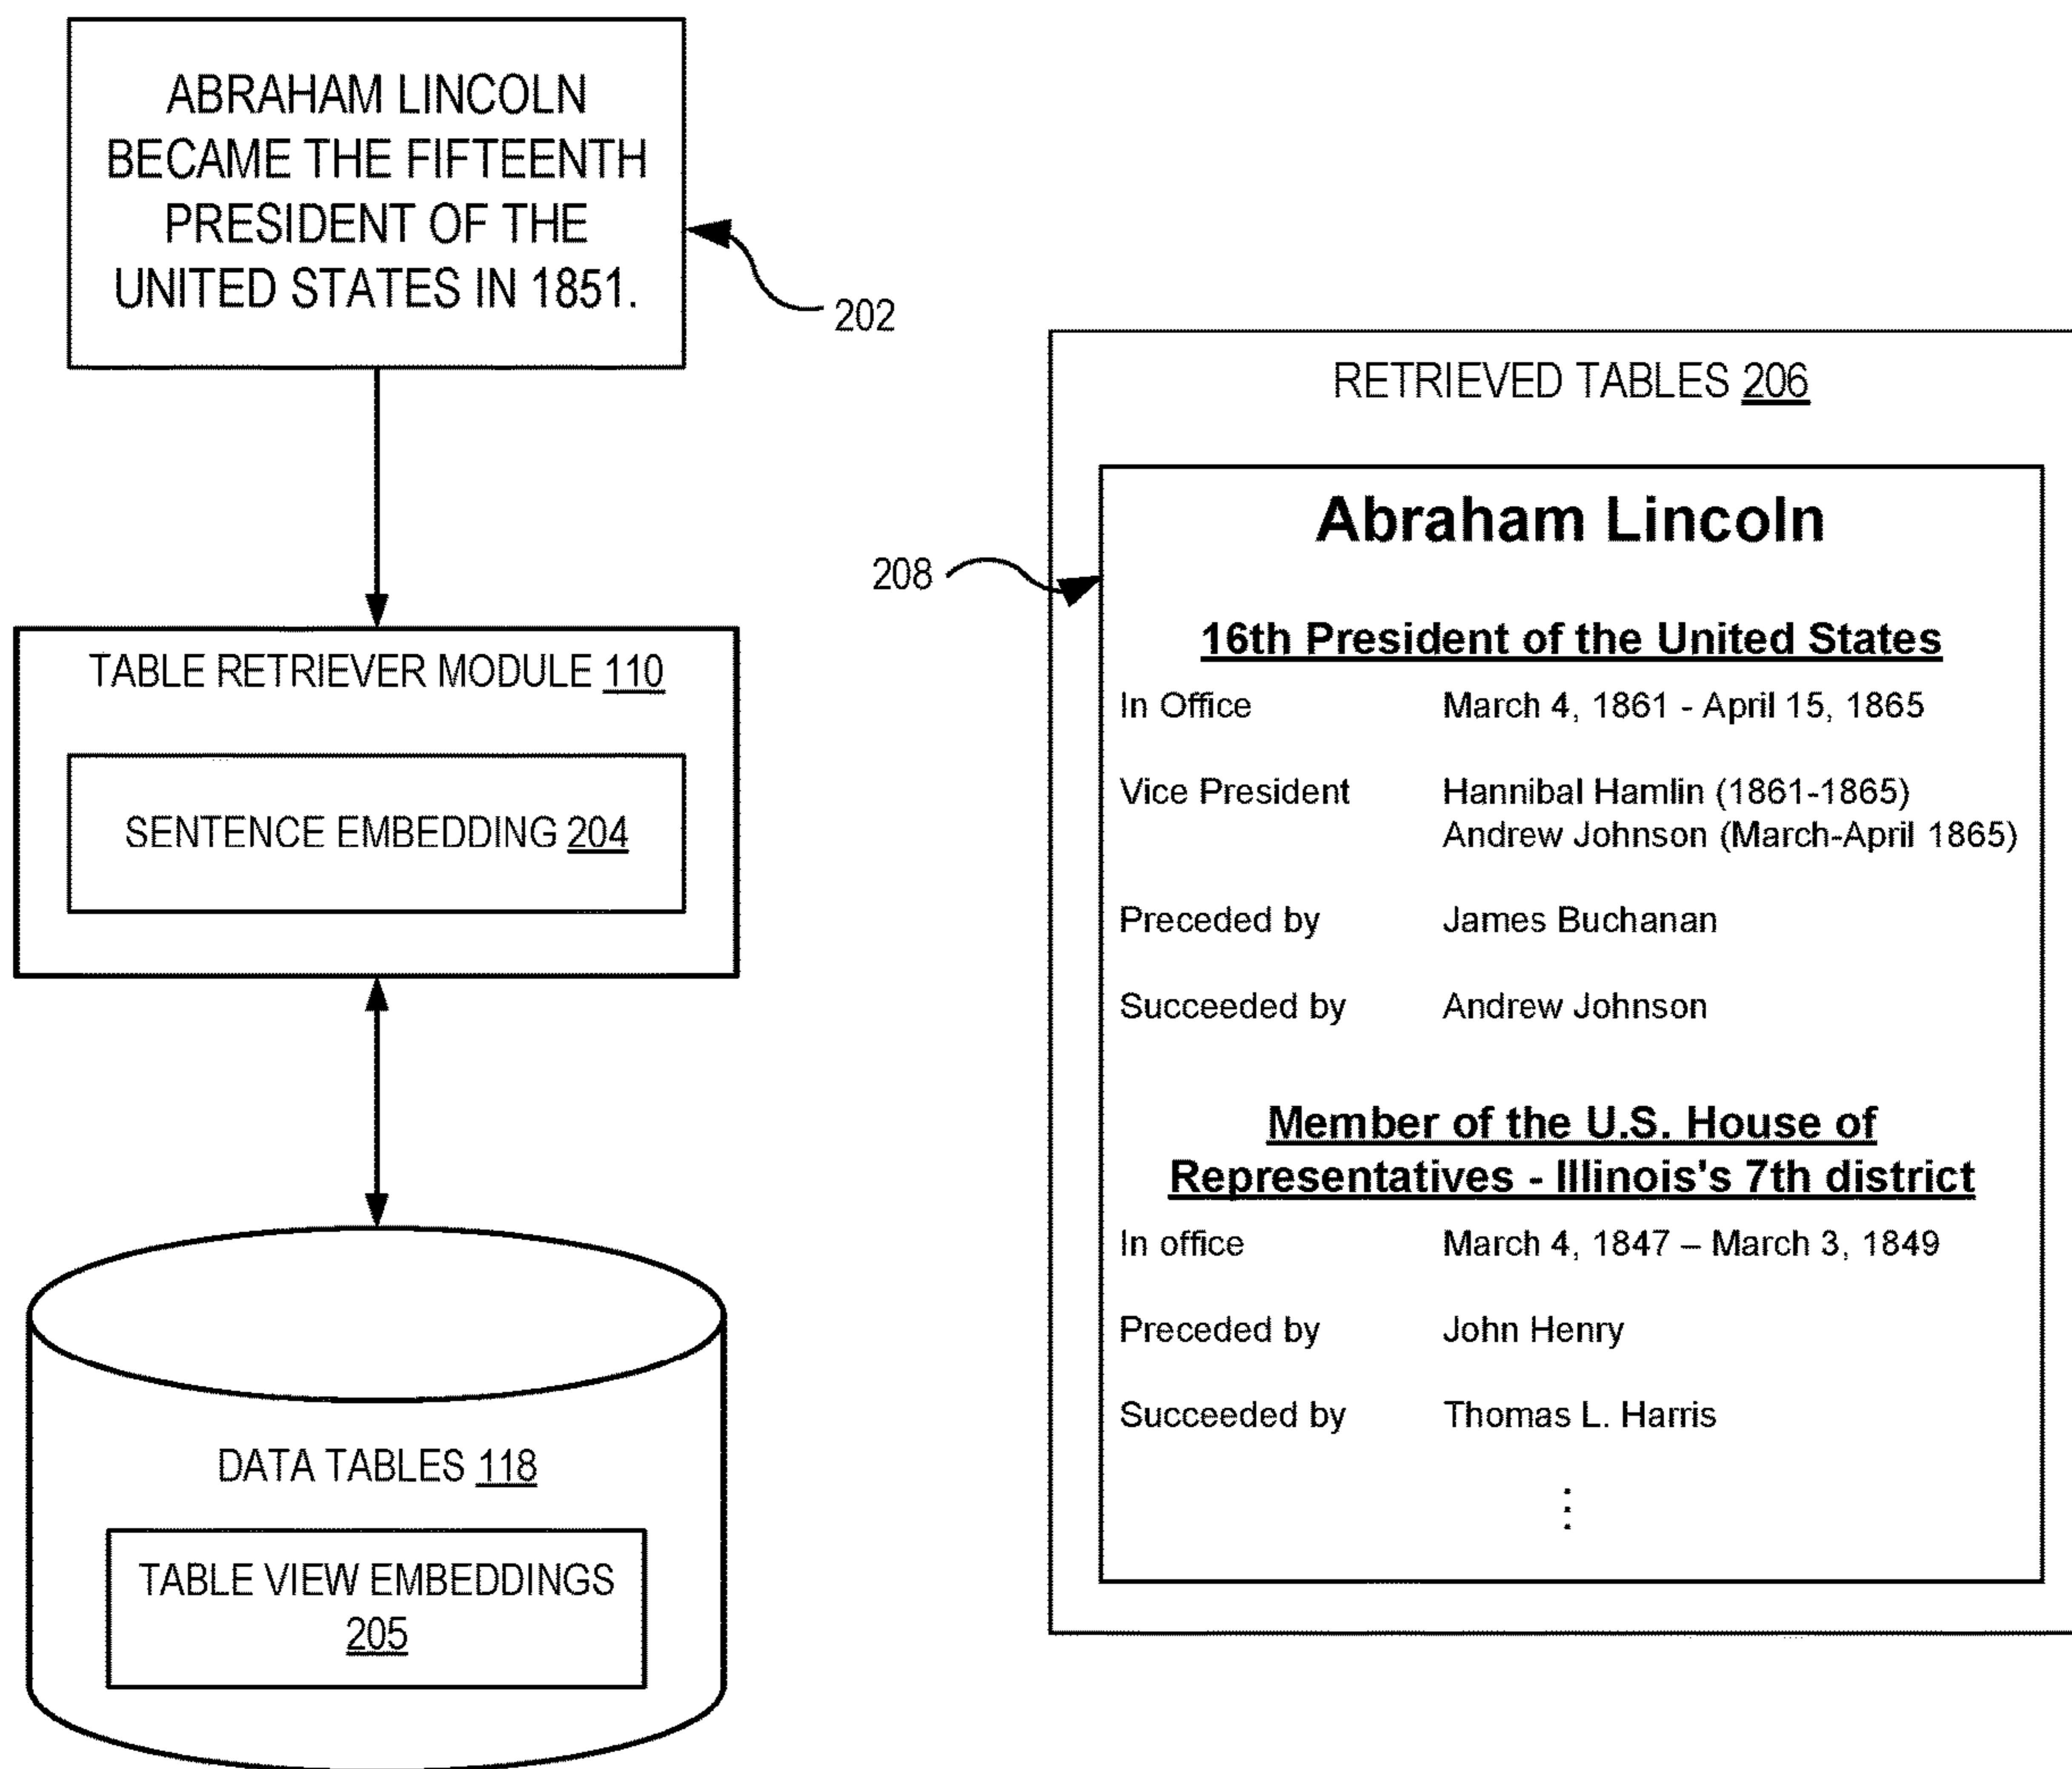 ABRAHAM LINCOLN
BECAME THE FIFTEENTH
PRESIDENT OF THE
UNITED STATES IN 1851.
202
TABLE RETRIEVER MODULE 110
SENTENCE EMBEDDING 204
DATA TABLES 118
TABLE VIEW EMBEDDINGS
205
RETRIEVED TABLES 206
208
Abraham Lincoln
16th President of the United States
In Office March 4, 1861 - April 15, 1865
Vice President Hannibal Hamlin (1861-1865)
Andrew Johnson (March-April 1865)
Preceded by James Buchanan
Succeeded by Andrew Johnson
Member of the U.S. House of
Representatives - Illinois's 7th district
In office March 4, 1847 – March 3, 1849
Preceded by John Henry
Succeeded by Thomas L. Harris
⋮